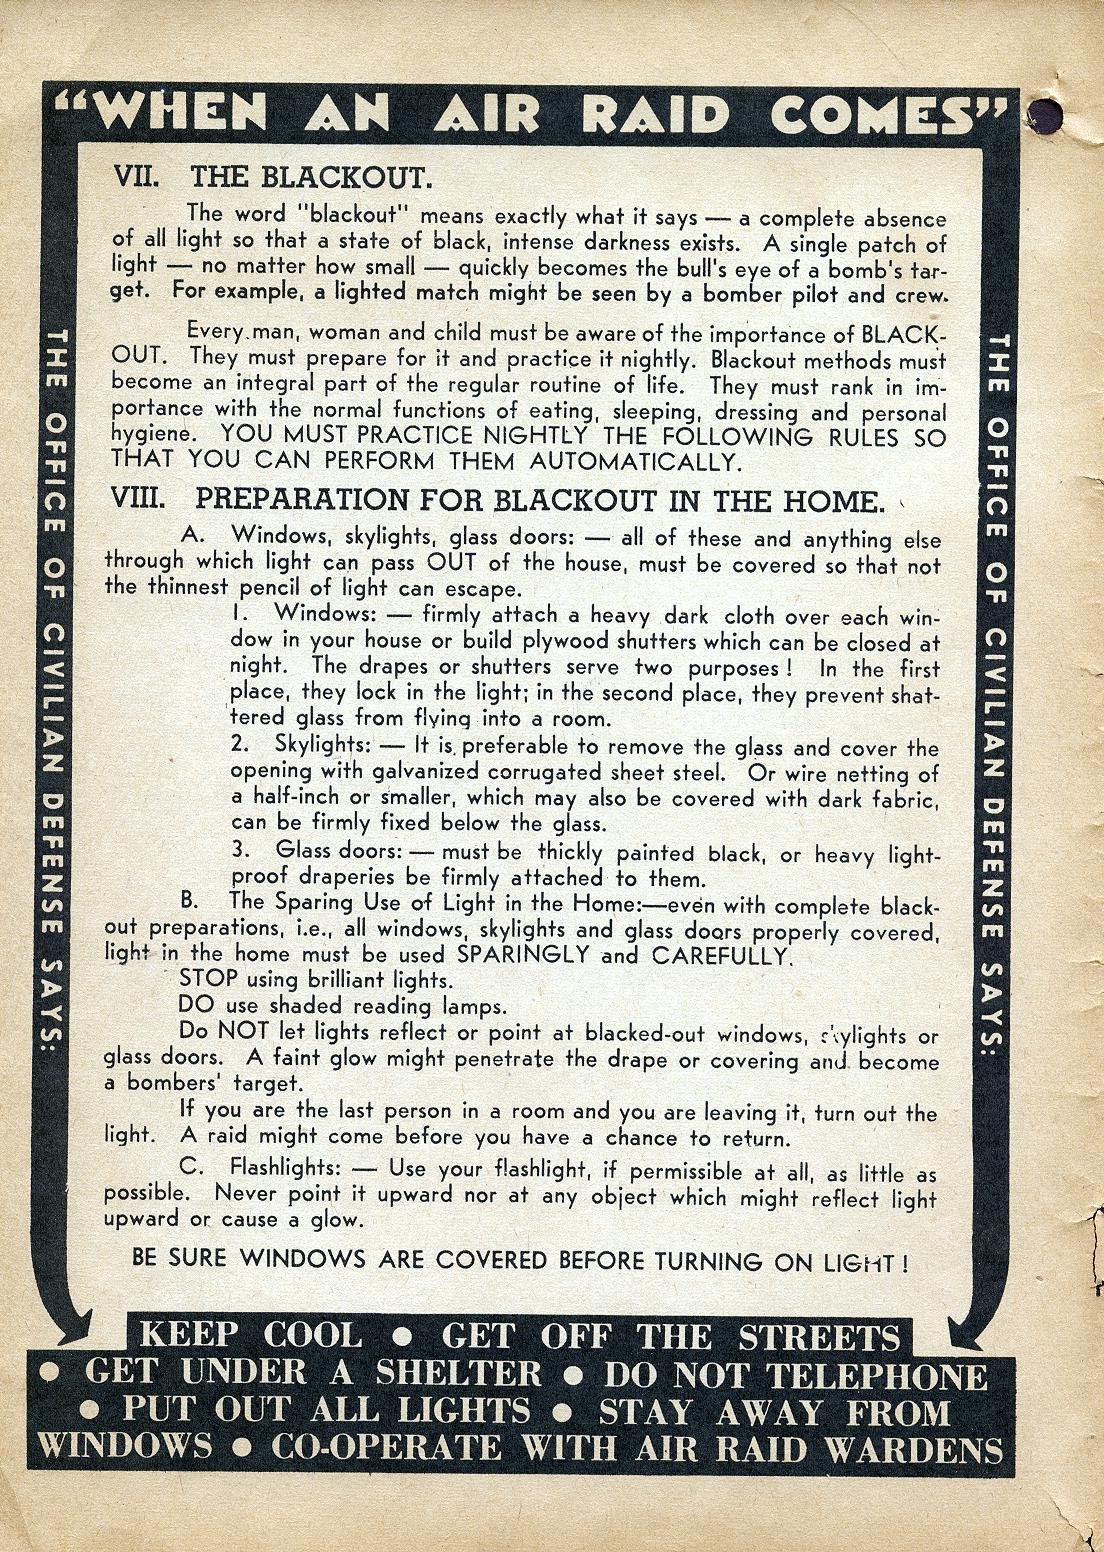 “WHEN AN AIR RAID COMES”
THE OFFICE OF CIVILIAN DEFENSE SAYS:
VII. THE BLACKOUT.
The word "blackout" means exactly what it says — a complete absence
of all light so that a state of black, intense darkness exists. A single patch of
light — no matter how small — quickly becomes the bull's eye of a bomb's tar-
get. For example, a lighted match might be seen by a bomber pilot and crew.
Every man, woman and child must be aware of the importance of BLACK-
OUT. They must prepare for it and practice it nightly. Blackout methods must
become an integral part of the regular routine of life. They must rank in im-
portance with the normal functions of eating, sleeping, dressing and personal
hygiene. YOU MUST PRACTICE NIGHTLY THE FOLLOWING RULES SO
THAT YOU CAN PERFORM THEM AUTOMATICALLY.
VIII. PREPARATION FOR BLACKOUT IN THE HOME.
A. Windows, skylights, glass doors: — all of these and anything else
through which light can pass OUT of the house, must be covered so that not
the thinnest pencil of light can escape.
1. Windows: — firmly attach a heavy dark cloth over each win-
dow in your house or build plywood shutters which can be closed at
night. The drapes or shutters serve two purposes! In the first
place, they lock in the light; in the second place, they prevent shat-
tered glass from flying into a room.
2. Skylights: — It is preferable to remove the glass and cover the
opening with galvanized corrugated sheet steel. Or wire netting of
a half-inch or smaller, which may also be covered with dark fabric,
can be firmly fixed below the glass.
3. Glass doors: — must be thickly painted black, or heavy light-
proof draperies be firmly attached to them.
B. The Sparing Use of Light in the Home:—even with complete black-
out preparations, i.e., all windows, skylights and glass doors properly covered,
light in the home must be used SPARINGLY and CAREFULLY.
STOP using brilliant lights.
DO use shaded reading lamps.
Do NOT let lights reflect or point at blacked-out windows, skylights or
glass doors. A faint glow might penetrate the drape or covering and become
a bombers' target.
If you are the last person in a room and you are leaving it, turn out the
light. A raid might come before you have a chance to return.
C. Flashlights: — Use your flashlight, if permissible at all, as little as
possible. Never point it upward nor at any object which might reflect light
upward or cause a glow.
BE SURE WINDOWS ARE COVERED BEFORE TURNING ON LIGHT!
THE OFFICE OF CIVILIAN DEFENSE SAYS:
KEEP COOL ● GET OFF THE STREETS
● GET UNDER A SHELTER ● DO NOT TELEPHONE
● PUT OUT ALL LIGHTS ● STAY AWAY FROM
WINDOWS ● CO-OPERATE WITH AIR RAID WARDENS